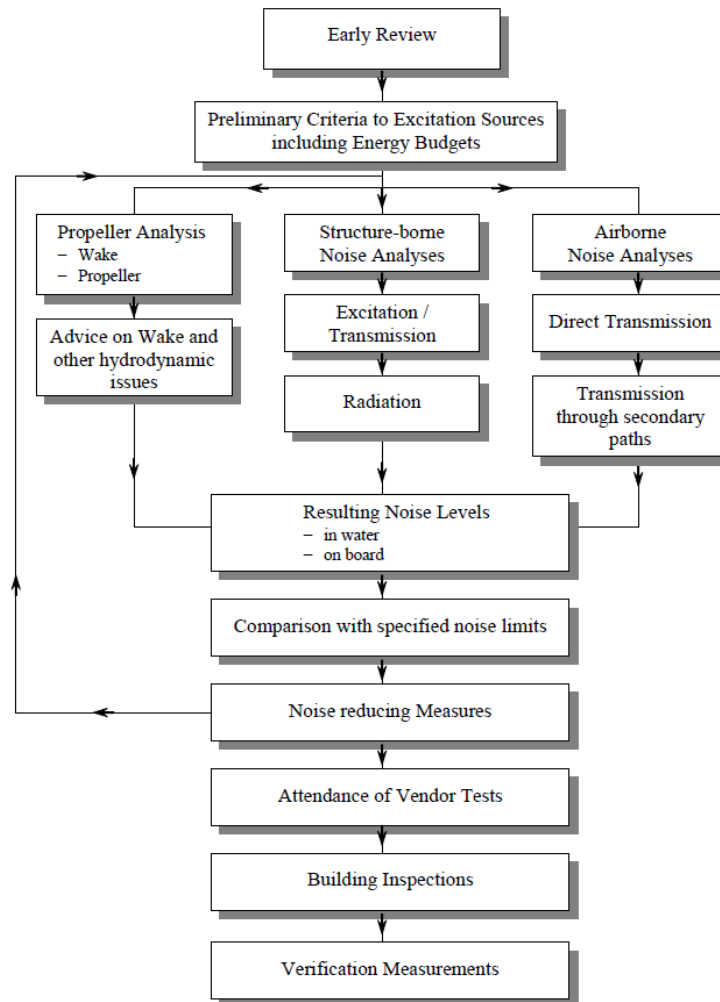 Early Review
Preliminary Criteria to Excitation Sources
including Energy Budgets
Propeller Analysis
– Wake
– Propeller
Structure-borne
Noise Analyses
Airborne
Noise Analyses
Advice on Wake and
other hydrodynamic
issues
Excitation /
Transmission
Direct Transmission
Radiation
Transmission
through secondary
paths
Resulting Noise Levels
– in water
– on board
Comparison with specified noise limits
Noise reducing Measures
Attendance of Vendor Tests
Building Inspections
Verification Measurements